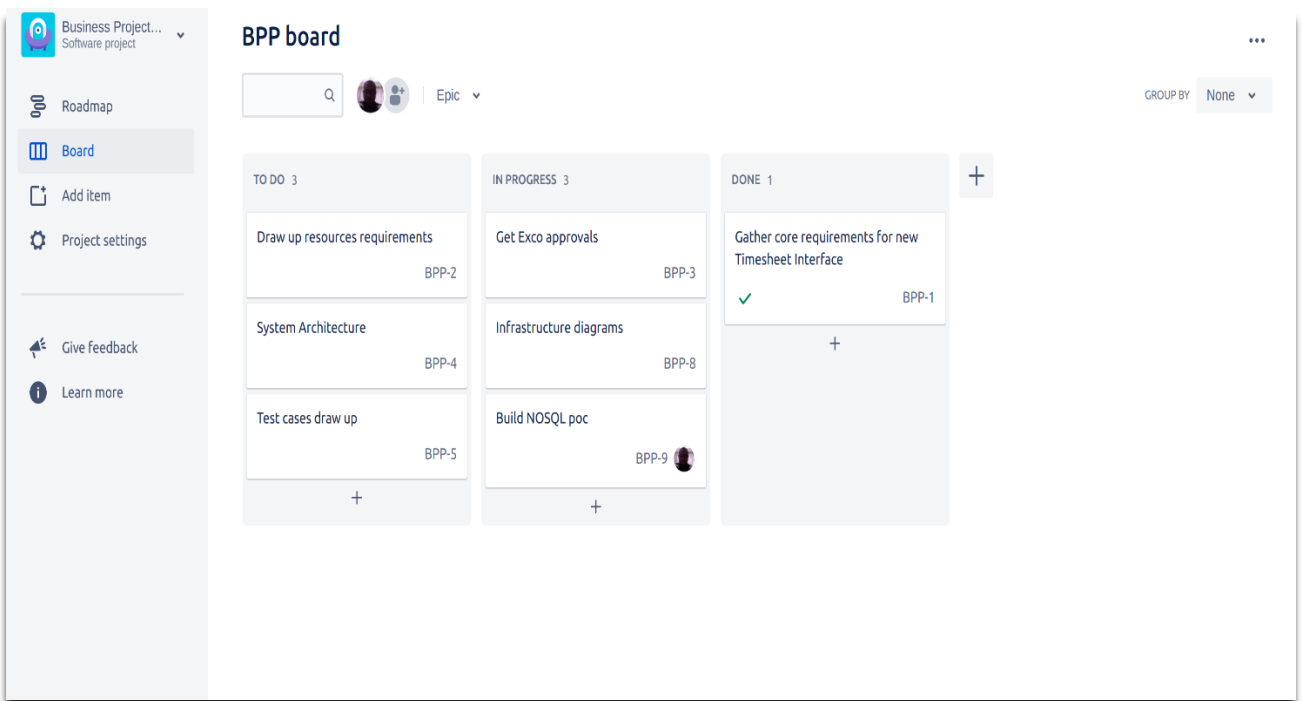 Business Project...
Software project
Roadmap
Board
Add item
Project settings
Give feedback
Learn more
BPP board
Epic
GROUP BY None
TO DO 3
Draw up resources requirements
BPP-2
System Architecture
BPP-4
Test cases draw up
BPP-5
IN PROGRESS 3
Get Exco approvals
BPP-3
Infrastructure diagrams
BPP-8
Build NOSQL poc
BPP-9
DONE 1
Gather core requirements for new
Timesheet Interface
BPP-1